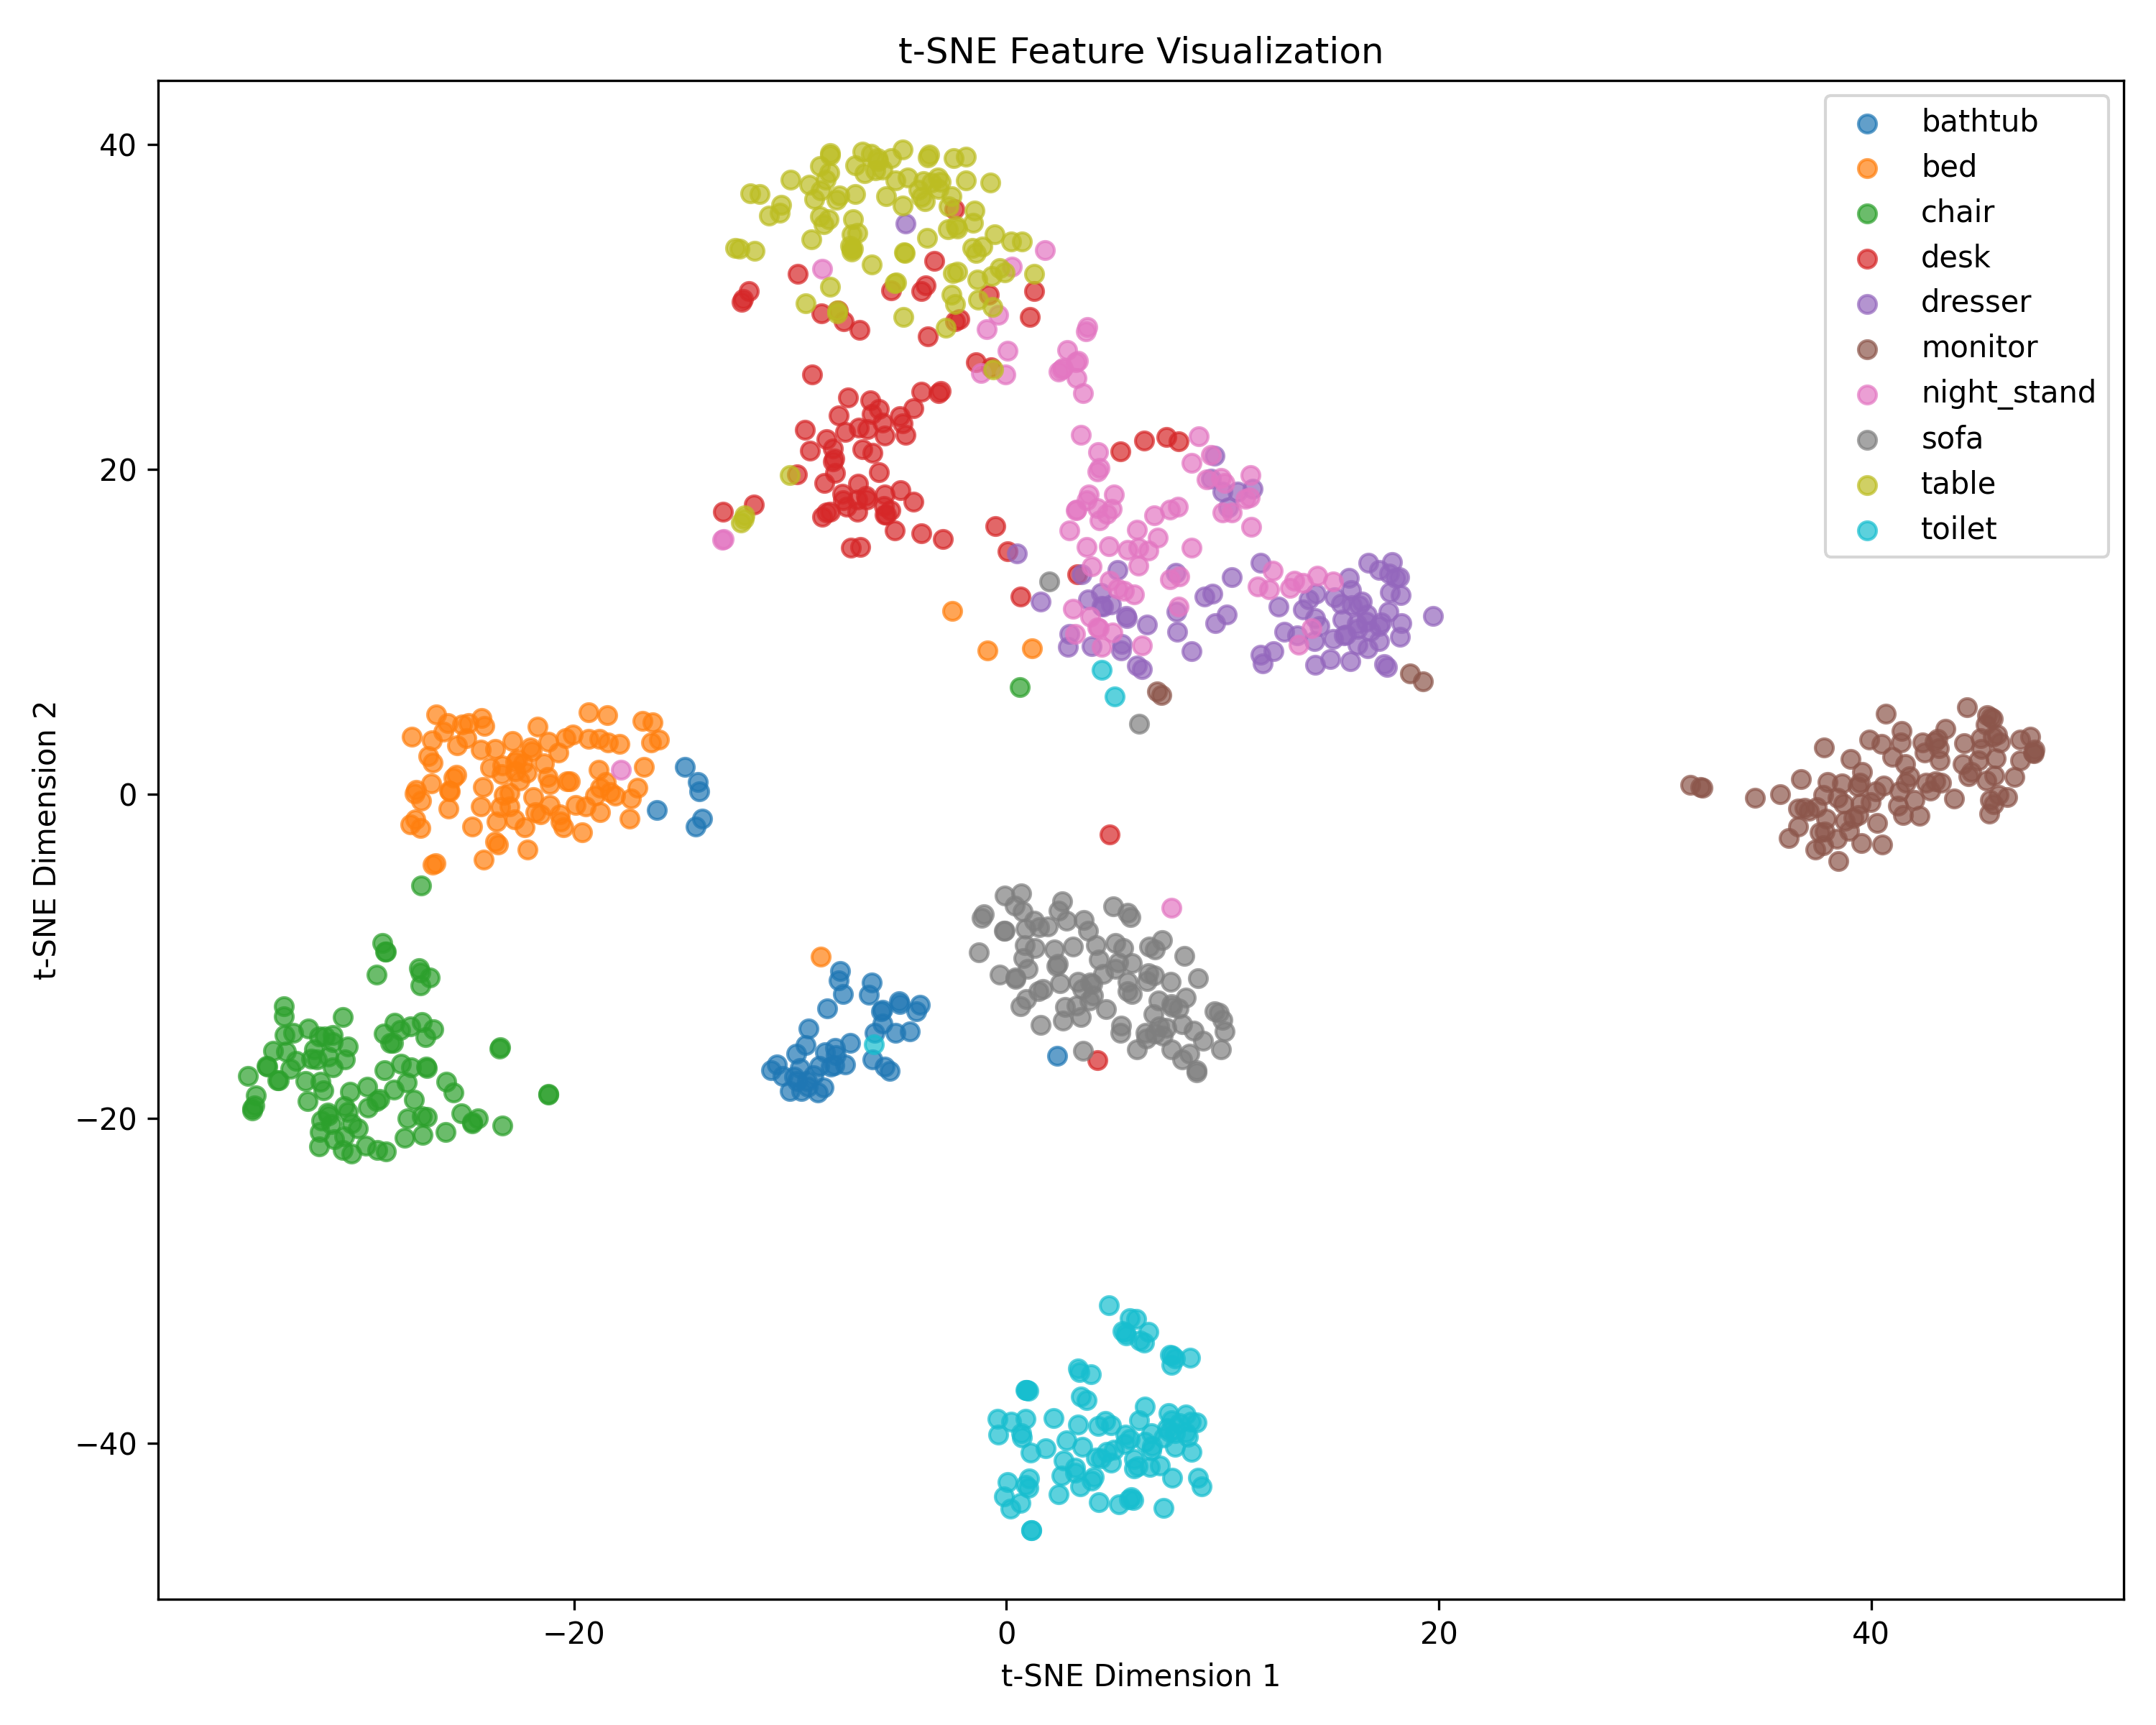 t-SNE Feature Visualization
bathtub
bed
chair
desk
dresser
monitor
night_stand
sofa
table
toilet
40
20
0
−20
−40
t-SNE Dimension 2
−20
0
20
40
t-SNE Dimension 1